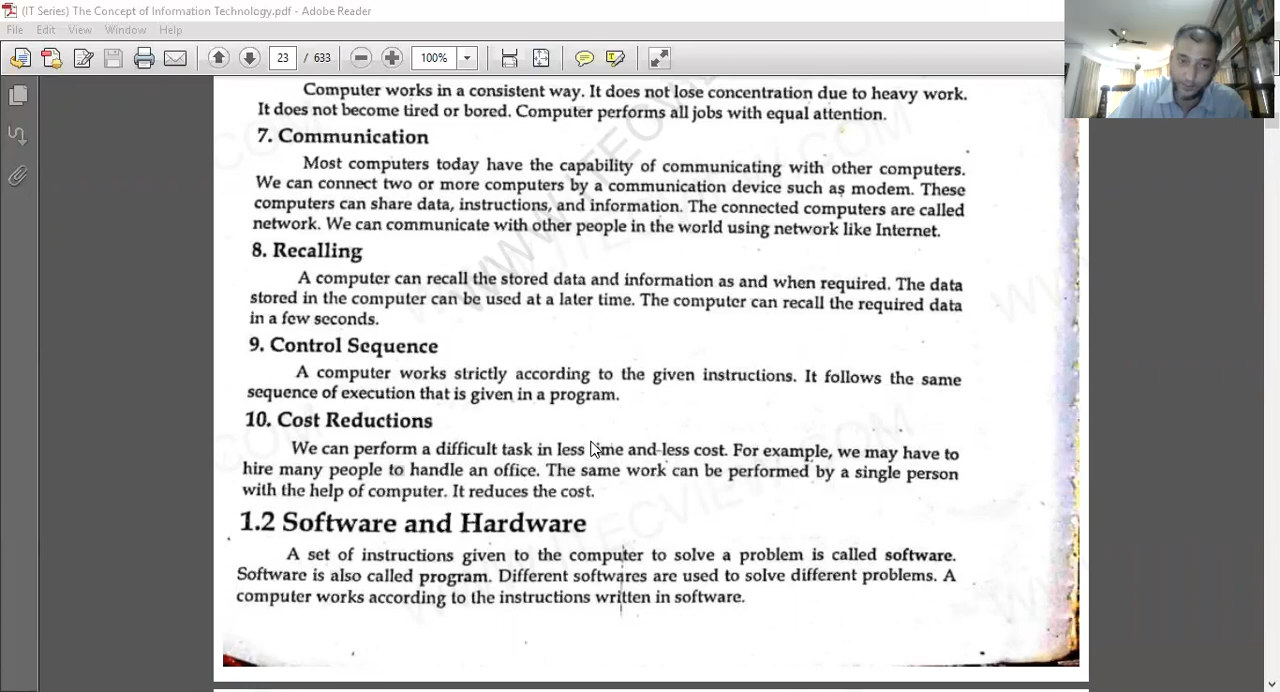 (IT Series) The Concept of Information Technology.pdf - Adobe Reader
File Edit View Window Help
23 / 633 100%
Computer works in a consistent way. It does not lose concentration due to heavy work.
It does not become tired or bored. Computer performs all jobs with equal attention.
7. Communication
Most computers today have the capability of communicating with other computers.
We can connect two or more computers by a communication device such as modem. These
computers can share data, instructions, and information. The connected computers are called
network. We can communicate with other people in the world using network like Internet.
8. Recalling
A computer can recall the stored data and information as and when required. The data
stored in the computer can be used at a later time. The computer can recall the required data
in a few seconds.
9. Control Sequence
A computer works strictly according to the given instructions. It follows the same
sequence of execution that is given in a program.
10. Cost Reductions
We can perform a difficult task in less time and less cost. For example, we may have to
hire many people to handle an office. The same work can be performed by a single person
with the help of computer. It reduces the cost.
1.2 Software and Hardware
A set of instructions given to the computer to solve a problem is called software.
Software is also called program. Different softwares are used to solve different problems. A
computer works according to the instructions written in software.